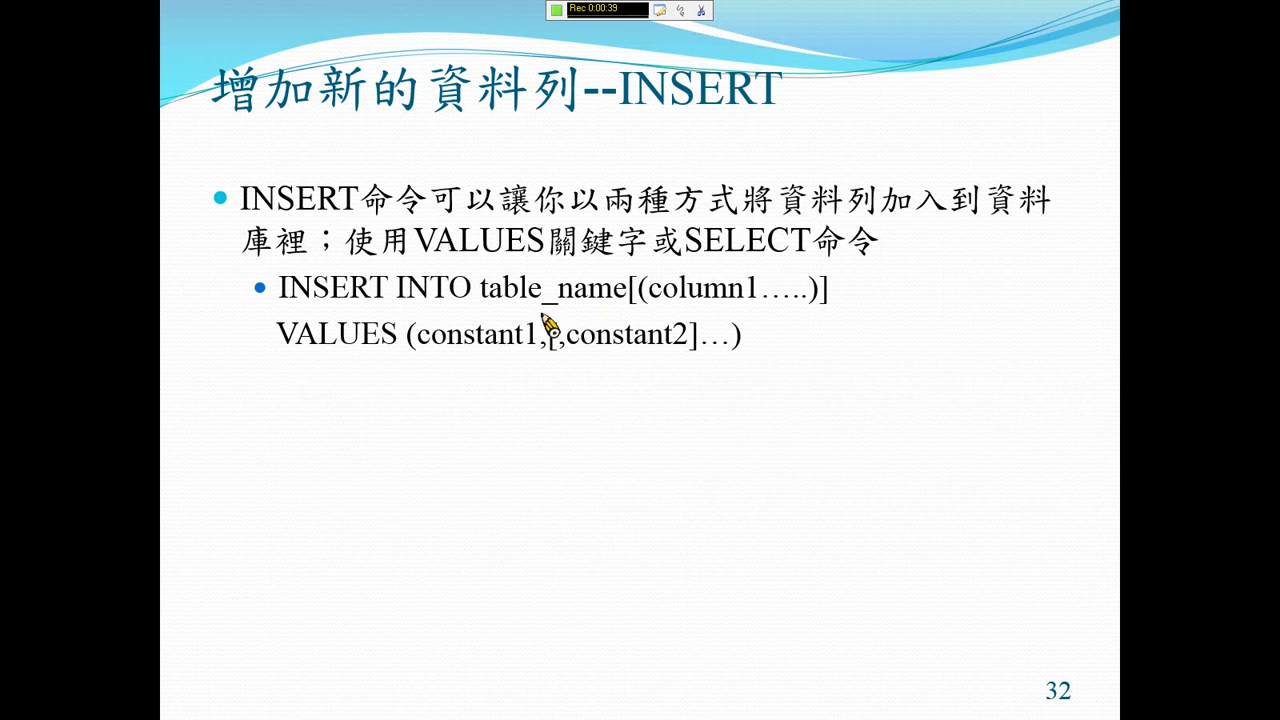 Rec 0:00:39
增加新的資料列--INSERT
INSERT命令可以讓你以兩種方式將資料列加入到資料
庫裡；使用VALUES關鍵字或SELECT命令
INSERT INTO table_name[(column1…..)]
VALUES (constant1,[,constant2]…)
32